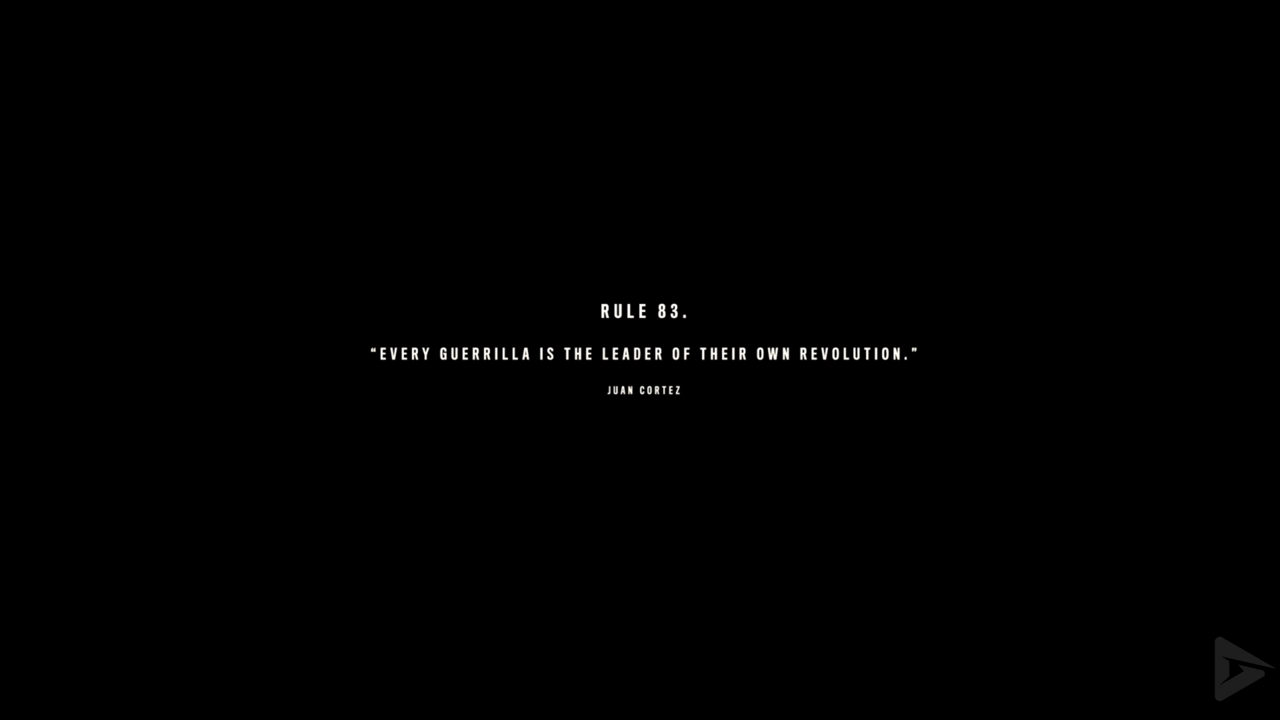 RULE 83.
“EVERY GUERRILLA IS THE LEADER OF THEIR OWN REVOLUTION.”
JUAN CORTEZ